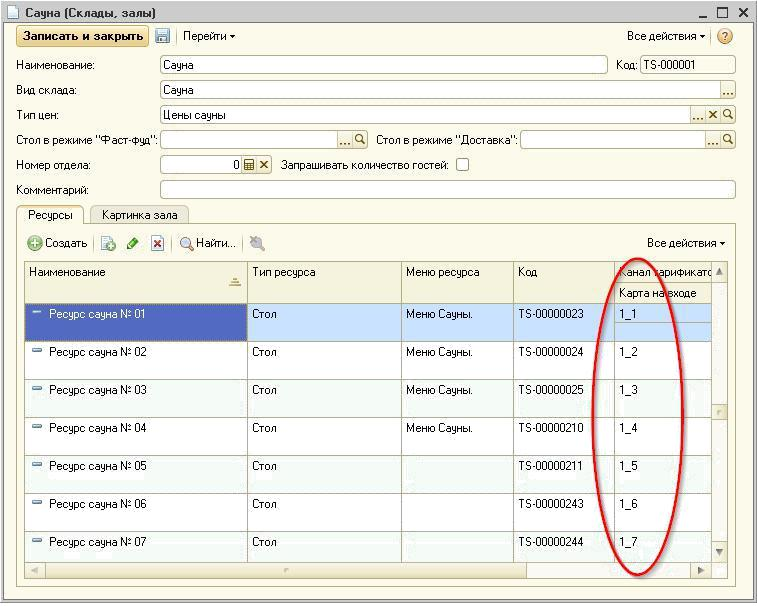 Сауна (Склады, залы)
Записать и закрыть Перейти Все действия ?
Наименование: Сауна Код: TS-000001
Вид склада: Сауна ...
Тип цен: Цены сауны ...
Стол в режиме "Фаст-фуд": ... Стол в режиме "Доставка": ...
Номер отдела: 0 Запрашивать количество гостей:
Комментарий:
Ресурсы Картинка зала
Создать Найти... Все действия
Наименование Тип ресурса Меню ресурса Код Канал тарификато
Карта на входе
Ресурс сауна № 01 Стол Меню Сауны. TS-00000023 1_1
Ресурс сауна № 02 Стол Меню Сауны. TS-00000024 1_2
Ресурс сауна № 03 Стол Меню Сауны. TS-00000025 1_3
Ресурс сауна № 04 Стол Меню Сауны. TS-00000210 1_4
Ресурс сауна № 05 Стол TS-00000211 1_5
Ресурс сауна № 06 Стол TS-00000243 1_6
Ресурс сауна № 07 Стол TS-00000244 1_7